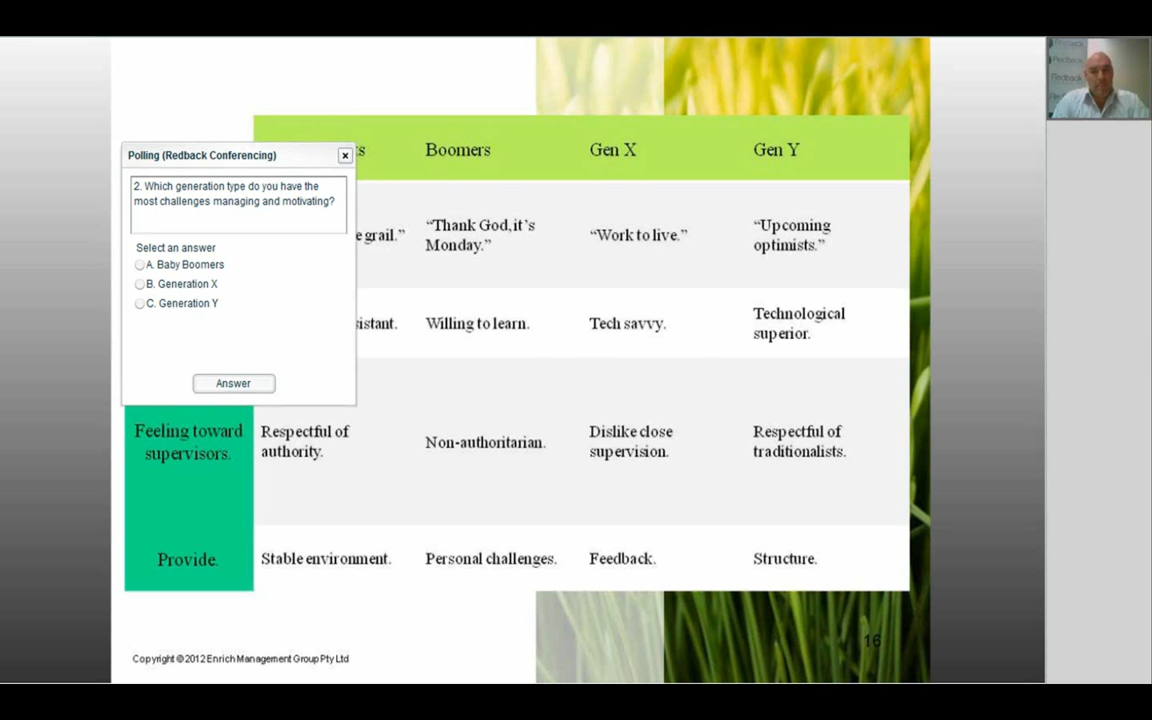 Polling (Redback Conferencing)
2. Which generation type do you have the
most challenges managing and motivating?
Select an answer
A. Baby Boomers
B. Generation X
C. Generation Y
Answer
Boomers
Gen X
Gen Y
grail.”
“Thank God, it’s
Monday.”
“Work to live.”
“Upcoming
optimists.”
Willing to learn.
Tech savvy.
Technological
superior.
Feeling toward
supervisors.
Respectful of
authority.
Non-authoritarian.
Dislike close
supervision.
Respectful of
traditionalists.
Provide.
Stable environment.
Personal challenges.
Feedback.
Structure.
16
Copyright ©2012 Enrich Management Group Pty Ltd
Redback
Redback